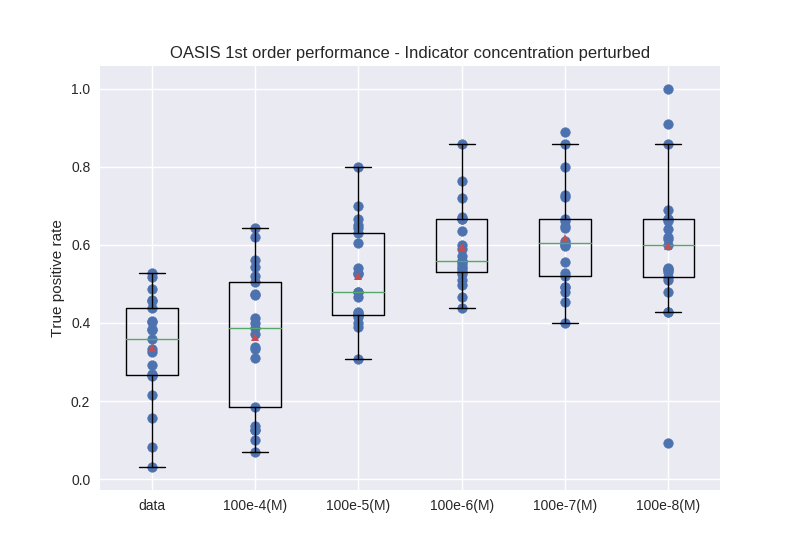 OASIS 1st order performance - Indicator concentration perturbed
True positive rate
1.0
0.8
0.6
0.4
0.2
0.0
data 100e-4(M) 100e-5(M) 100e-6(M) 100e-7(M) 100e-8(M)